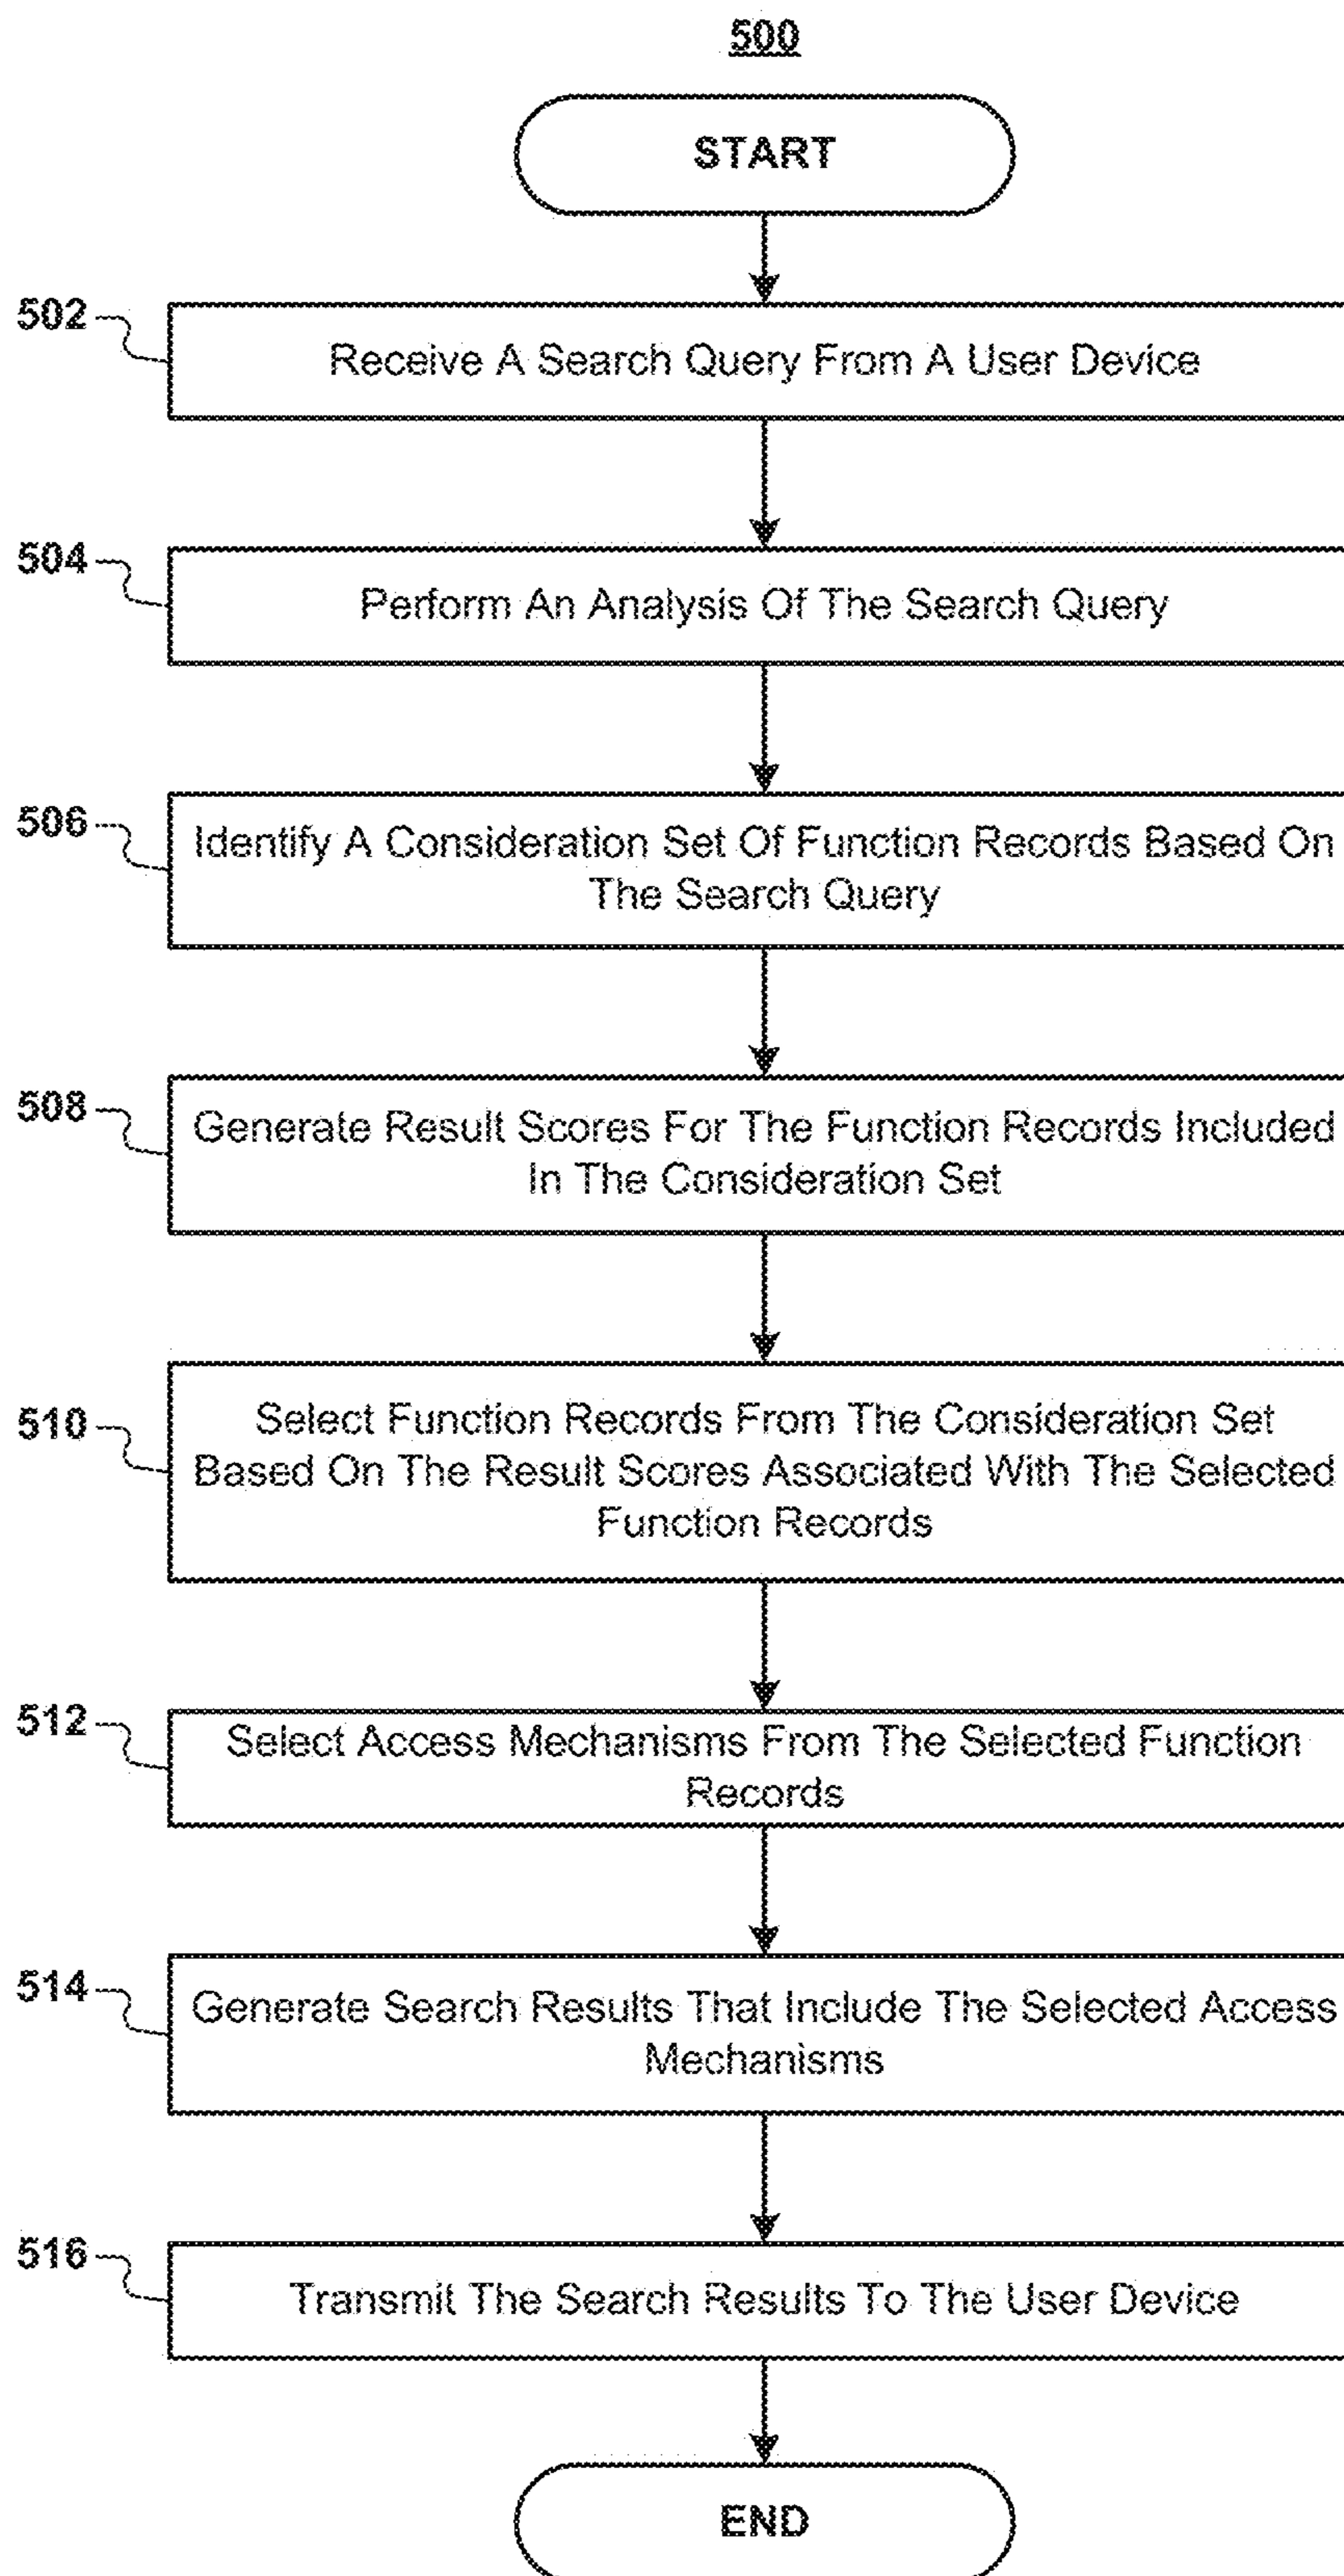 500
START
502
Receive A Search Query From A User Device
504
Perform An Analysis Of The Search Query
506
Identify A Consideration Set Of Function Records Based On
The Search Query
508
Generate Result Scores For The Function Records Included
In The Consideration Set
510
Select Function Records From The Consideration Set
Based On The Result Scores Associated With The Selected
Function Records
512
Select Access Mechanisms From The Selected Function
Records
514
Generate Search Results That Include The Selected Access
Mechanisms
516
Transmit The Search Results To The User Device
END